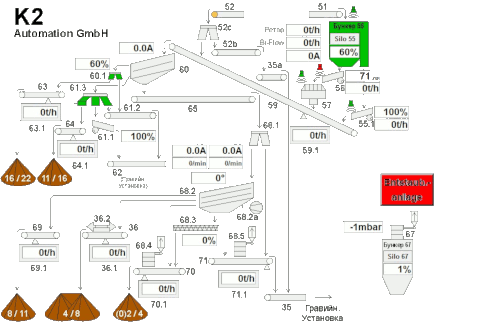 K2
Automation GmbH
52
51
52c
Ретор
0t/h
Bi-Flow
0t/h
0A
Бункер 55
Silo 55
60%
0.0A
52b
60%
60.1
60
35a
71
58
0t/h
63
61.3
65
59
57
0t/h
61.2
100%
55.1
0t/h
63.1
64
0t/h
61.1
100%
66.1
0t/h
59.1
64.1
62
Гравийн
Установка
0.0A
0.0A
0/min
0/min
16 / 22
11 / 16
0°
68.2
68.2a
Entstaub-
anlage
69
36.2
36
68.3
68.5
-1mbar
67
0t/h
69.1
0t/h
36.1
68.4
0%
71
Бункер 67
Silo 67
1%
70
0t/h
70.1
0t/h
71.1
8 / 11
4 / 8
(0)2 / 4
35
Гравийн.
Установка